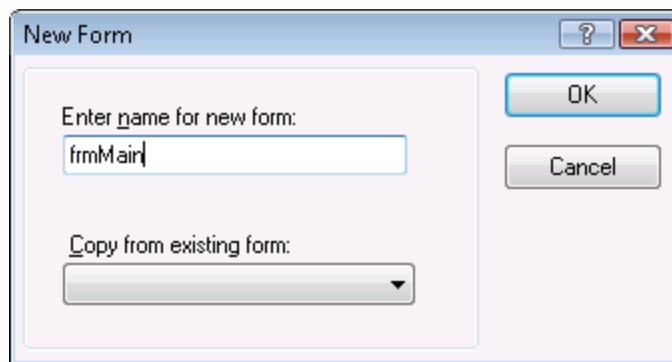 New Form
?
OK
Enter name for new form:
frmMain
Cancel
Copy from existing form: